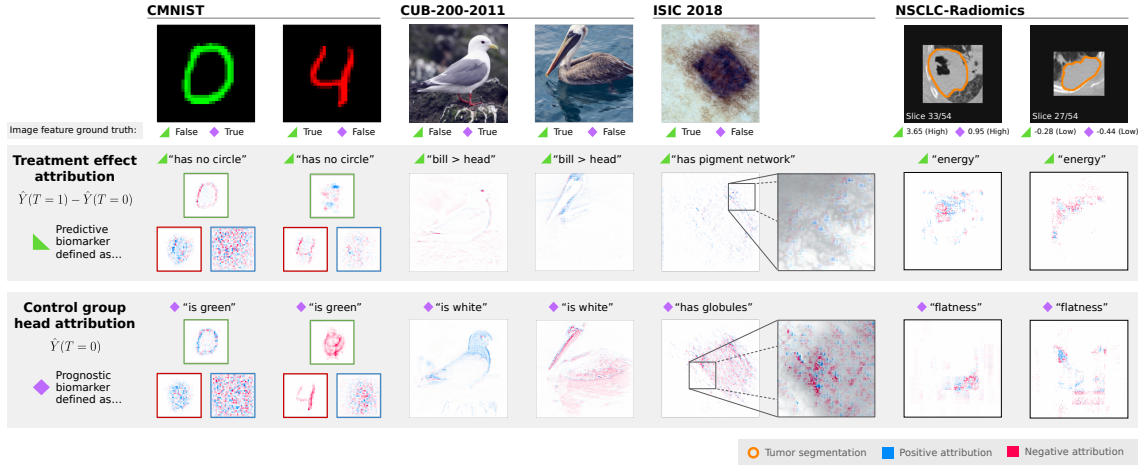 CMNIST
CUB-200-2011
ISIC 2018
NSCLC-Radiomics
Slice 33/54
Slice 27/54
Image feature ground truth:
False True
True False
False True
True False
True False
3.65 (High) 0.95 (High)
-0.28 (Low) -0.44 (Low)
Treatment effect
attribution
Ŷ(T = 1) − Ŷ(T = 0)
Predictive
biomarker
defined as...
"has no circle"
"has no circle"
"bill > head"
"bill > head"
"has pigment network"
"energy"
"energy"
Control group
head attribution
Ŷ(T = 0)
Prognostic
biomarker
defined as...
"is green"
"is green"
"is white"
"is white"
"has globules"
"flatness"
"flatness"
Tumor segmentation
Positive attribution
Negative attribution